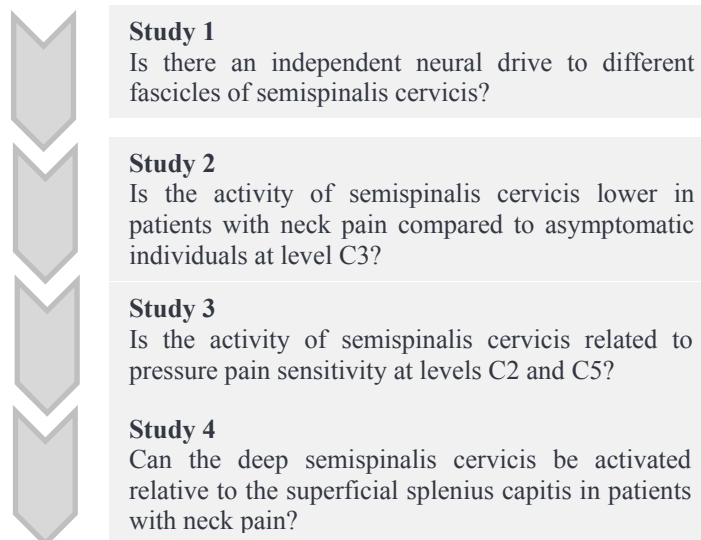 Study 1
Is there an independent neural drive to different
fascicles of semispinalis cervicis?
Study 2
Is the activity of semispinalis cervicis lower in
patients with neck pain compared to asymptomatic
individuals at level C3?
Study 3
Is the activity of semispinalis cervicis related to
pressure pain sensitivity at levels C2 and C5?
Study 4
Can the deep semispinalis cervicis be activated
relative to the superficial splenius capitis in patients
with neck pain?